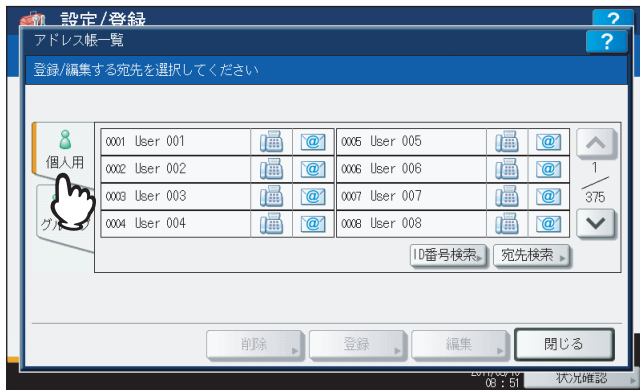 設定/登録 ?
アドレス帳一覧 ?
登録/編集する宛先を選択してください
個人用
0001 User 001 0005 User 005
0002 User 002 0006 User 006
0003 User 003 0007 User 007
0004 User 004 0008 User 008
1
375
ID番号検索 宛先検索
削除 登録 編集 閉じる
08:51 状況確認